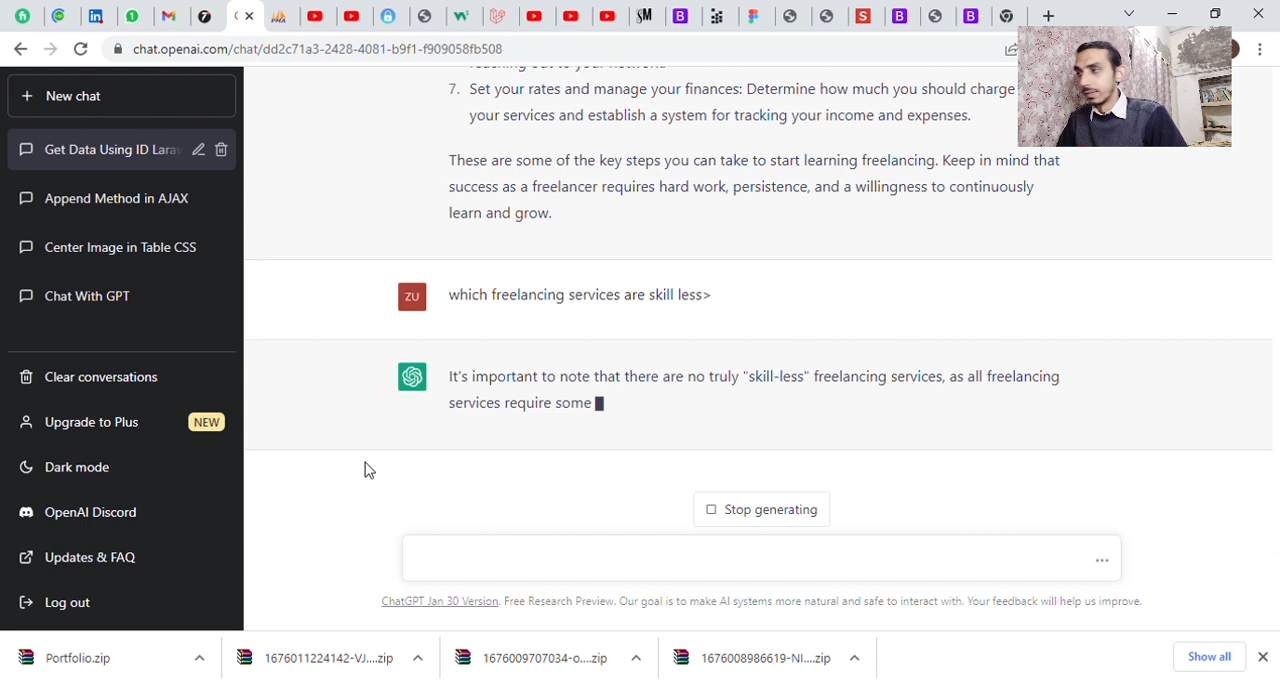 chat.openai.com/chat/dd2c71a3-2428-4081-b9f1-f909058fb508
New chat
Get Data Using ID Larav
Append Method in AJAX
Center Image in Table CSS
Chat With GPT
Clear conversations
Upgrade to Plus NEW
Dark mode
OpenAI Discord
Updates & FAQ
Log out
reaching out to your network.
7. Set your rates and manage your finances: Determine how much you should charge
your services and establish a system for tracking your income and expenses.
These are some of the key steps you can take to start learning freelancing. Keep in mind that
success as a freelancer requires hard work, persistence, and a willingness to continuously
learn and grow.
ZU which freelancing services are skill less>
It's important to note that there are no truly "skill-less" freelancing services, as all freelancing
services require some
Stop generating
ChatGPT Jan 30 Version. Free Research Preview. Our goal is to make AI systems more natural and safe to interact with. Your feedback will help us improve.
Portfolio.zip
1676011224142-VJ....zip
1676009707034-o....zip
1676008986619-NI....zip
Show all